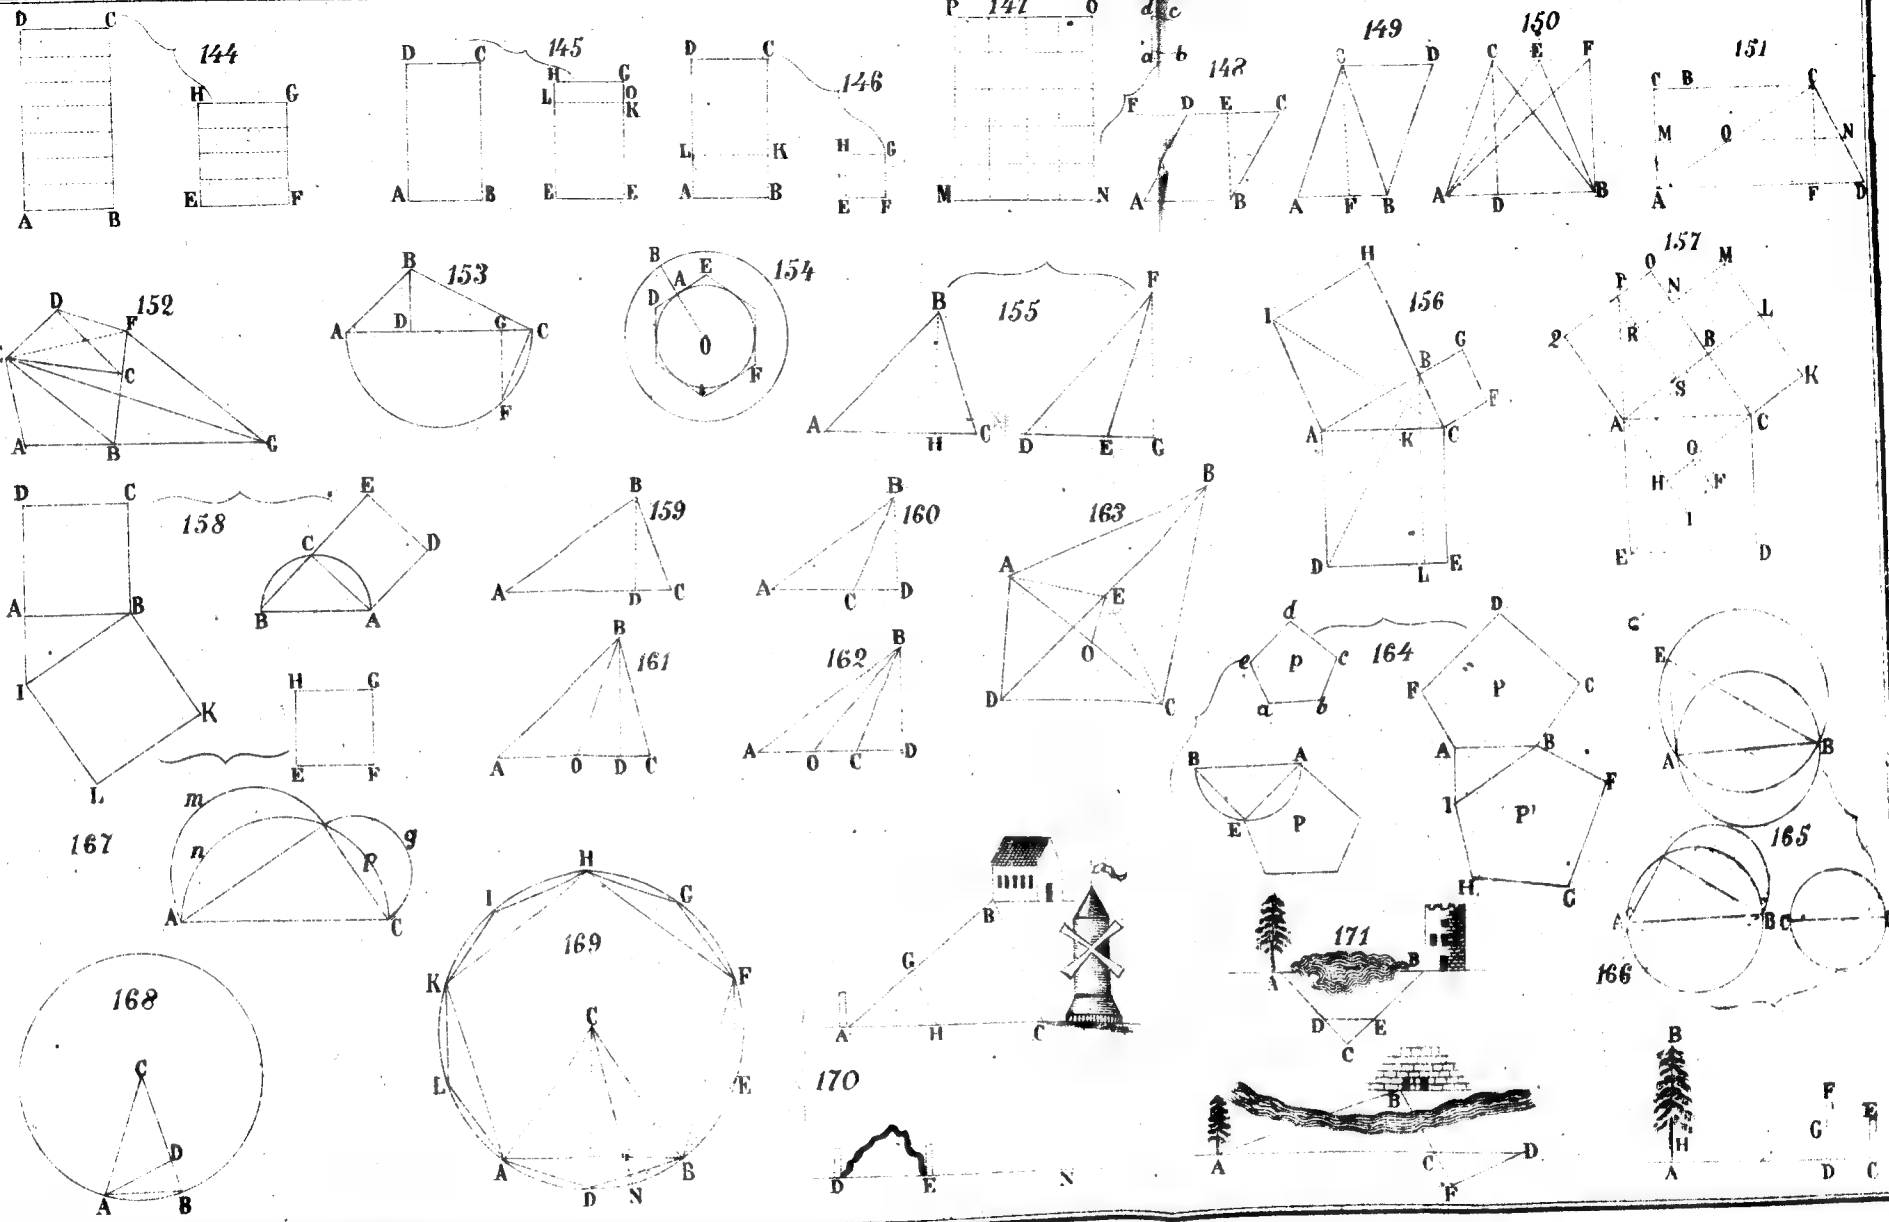 D C 144 H G A B E F
D C 145 H G L O K A B E E
D C 146 L K A B H G E F
P 147 O M N
d c a b 148 F D E C A B
149 C D A F B
150 C E F A D B
151 C B C M Q N A F D
152 D F C A B G
153 B A D G C F
154 B A E D O F
155 B F A H C D E G
156 H I G B F A K C D L E
157 O M P N L 2 R B K S A C O H F I E D
158 D C A B I K L
E C D B A
H G E F
159 B A D C
160 B A C D
161 B A O D C
162 B A O C D
163 B A E O D C
164 d e p c a b
D F P C A B I F P' H G
B A E P
E A B 165
A B C 166
167 m n p g A C
168 C D A B
169 H I G K F C L E A B D N
B I G A H C
170 D E N
171 A B D E C
B A C D F
B H A F G E D C